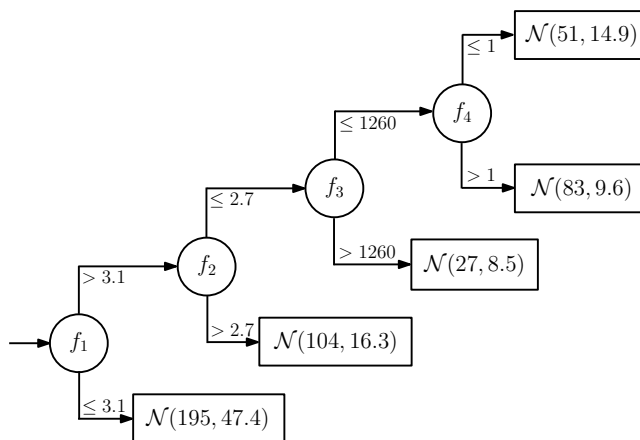 ≤ 1
𝒩(51, 14.9)
f₄
≤ 1260
> 1
𝒩(83, 9.6)
f₃
≤ 2.7
> 1260
𝒩(27, 8.5)
f₂
> 3.1
> 2.7
𝒩(104, 16.3)
f₁
≤ 3.1
𝒩(195, 47.4)